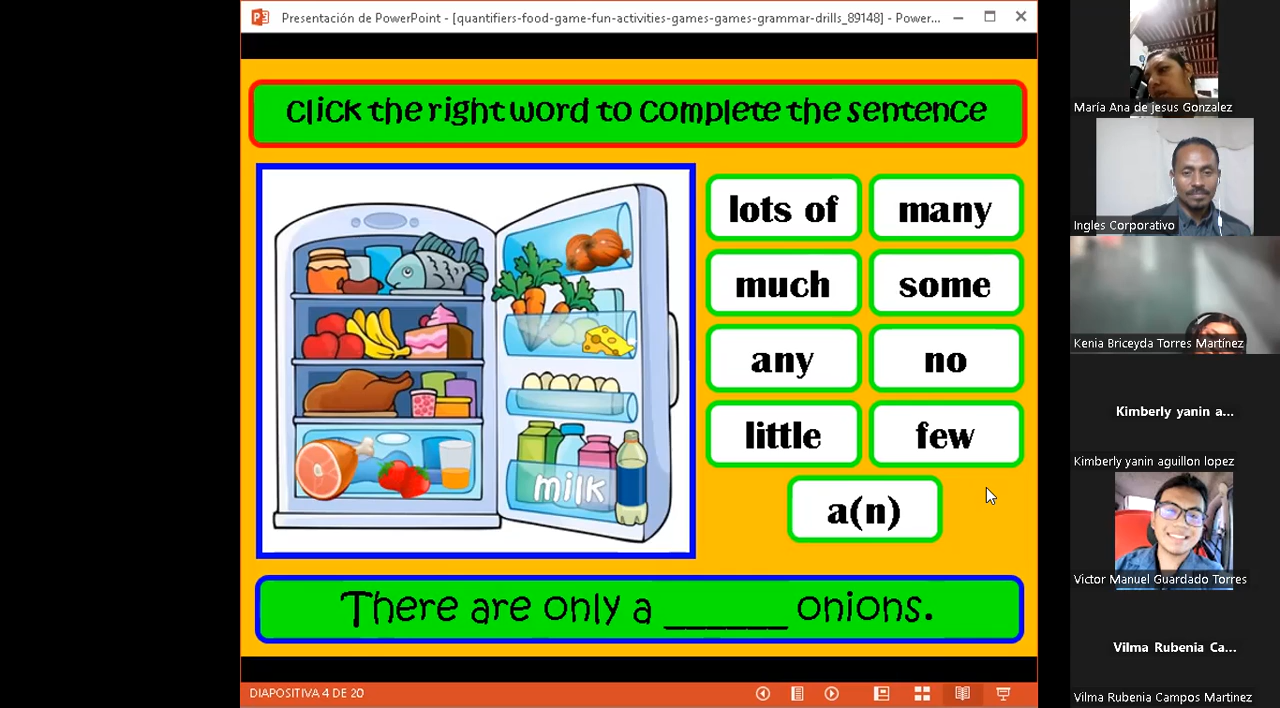 Presentación de PowerPoint - [quantifiers-food-game-fun-activities-games-games-grammar-drills_89148] - Power...
Click the right word to complete the sentence
lots of
many
much
some
any
no
little
few
a(n)
milk
There are only a ______ onions.
DIAPOSITIVA 4 DE 20
María Ana de jesus Gonzalez
Ingles Corporativo
Kenia Briceyda Torres Martínez
Kimberly yanin a...
Kimberly yanin aguillon lopez
Victor Manuel Guardado Torres
Vilma Rubenia Ca...
Vilma Rubenia Campos Martinez